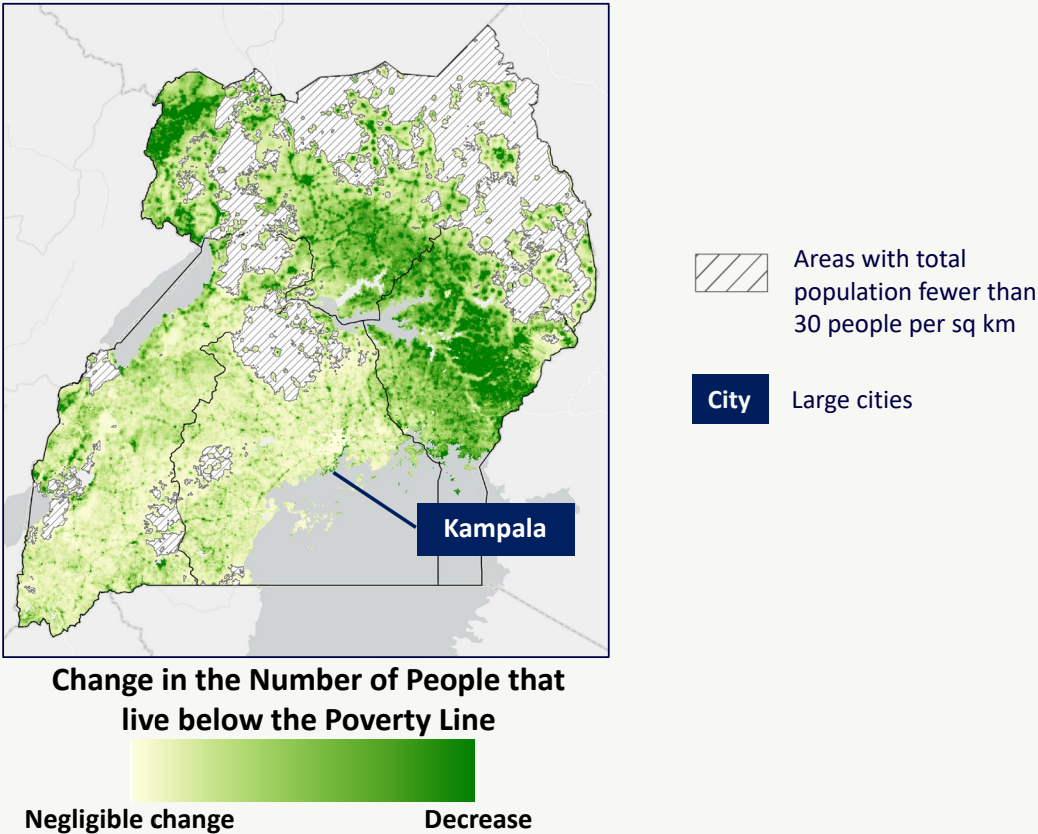 Areas with total
population fewer than
30 people per sq km
City
Large cities
Kampala
Change in the Number of People that
live below the Poverty Line
Negligible change
Decrease